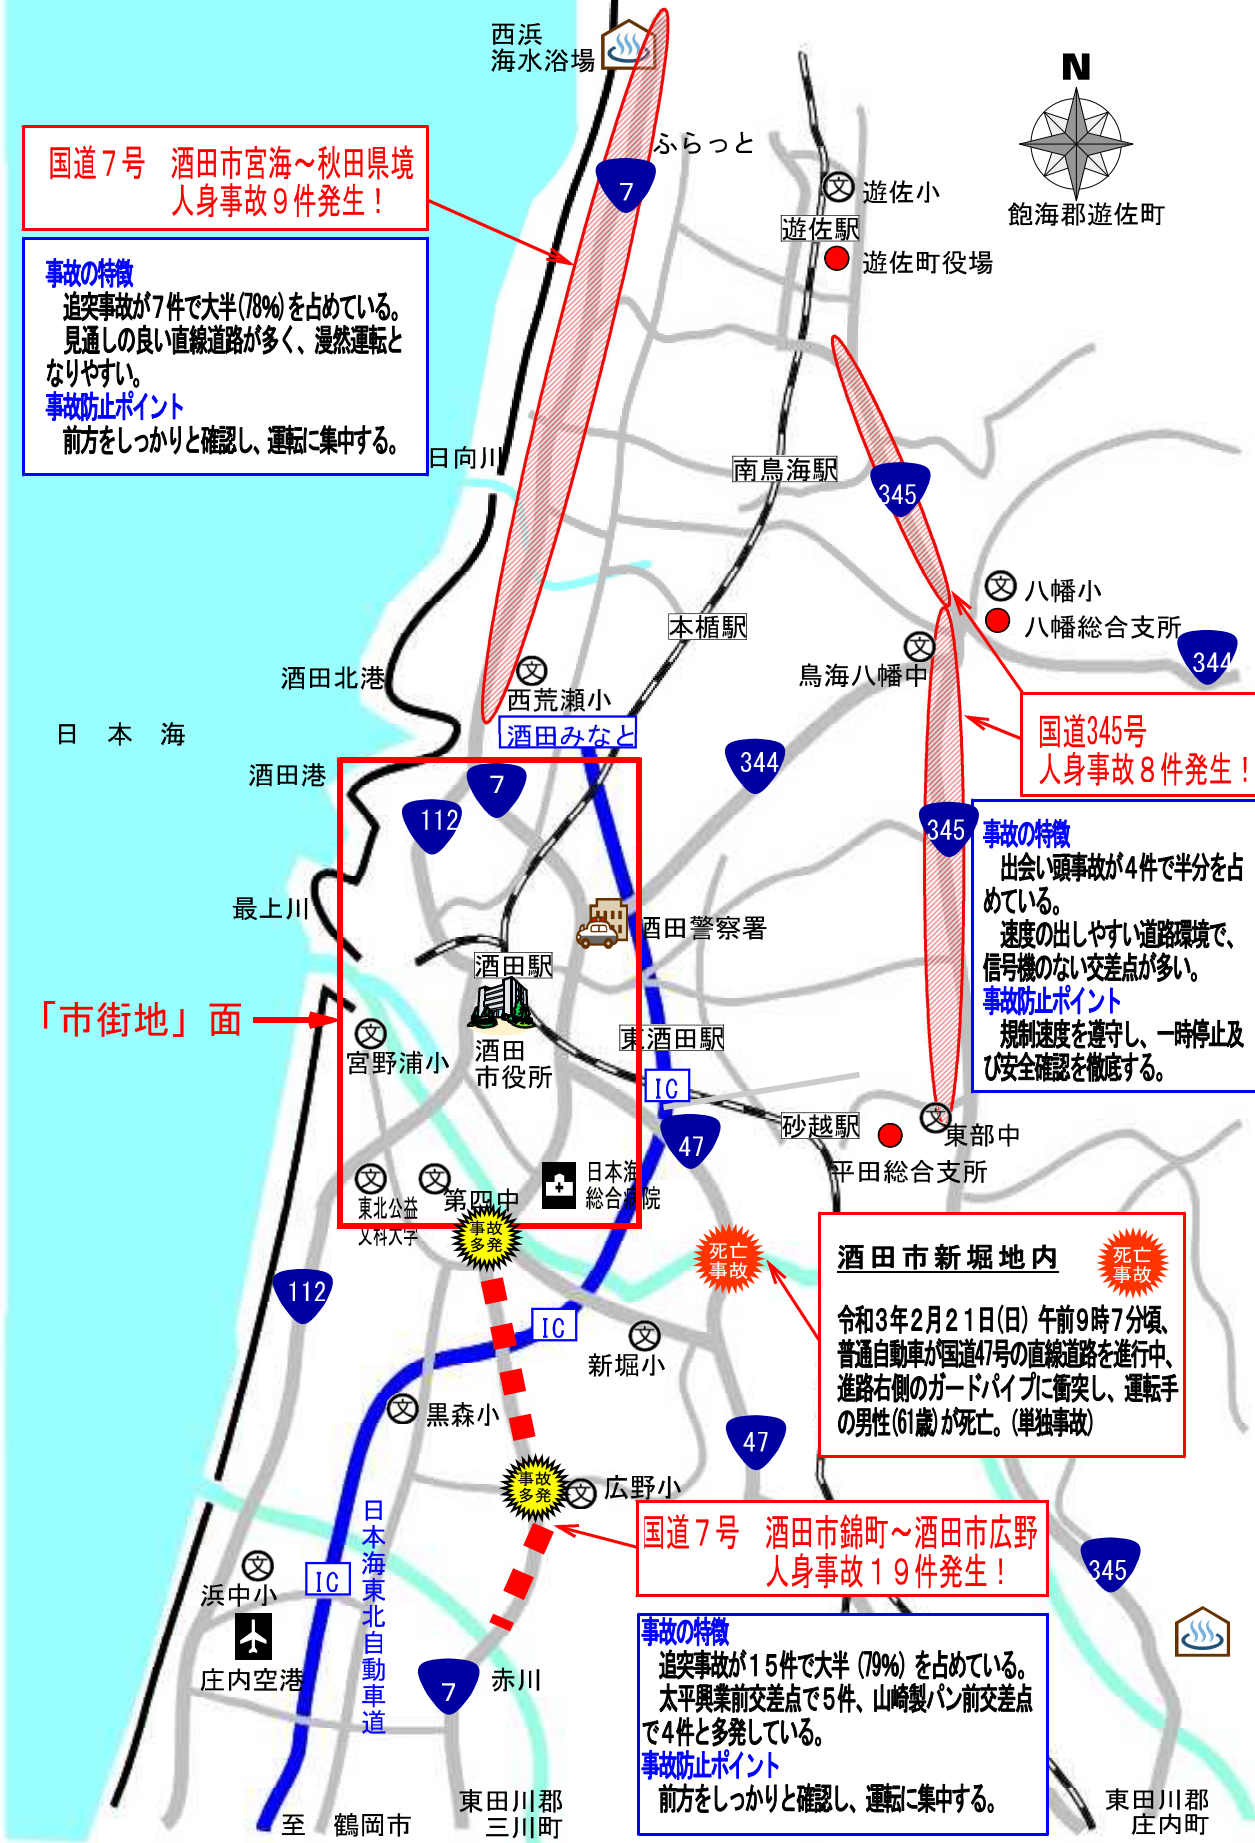 西浜
海水浴場
N
飽海郡遊佐町
国道７号　酒田市宮海～秋田県境
人身事故９件発生！
事故の特徴
追突事故が７件で大半(78%)を占めている。
見通しの良い直線道路が多く、漫然運転と
なりやすい。
事故防止ポイント
前方をしっかりと確認し、運転に集中する。
ふらっと
7
遊佐小
遊佐駅
遊佐町役場
日向川
南鳥海駅
345
文
八幡小
八幡総合支所
本楯駅
鳥海八幡中
344
酒田北港
西荒瀬小
酒田みなと
日　本　海
国道345号
人身事故８件発生！
酒田港
7
344
112
345
事故の特徴
出会い頭事故が４件で半分を占
めている。
速度の出しやすい道路環境で、
信号機のない交差点が多い。
事故防止ポイント
規制速度を遵守し、一時停止及
び安全確認を徹底する。
最上川
酒田警察署
酒田駅
「市街地」面
宮野浦小
酒田
市役所
東酒田駅
IC
砂越駅
47
東部中
平田総合支所
東北公益
文科大学
第四中
日本海
総合病院
事故
多発
死亡
事故
酒田市新堀地内
死亡
事故
令和３年２月２１日(日) 午前９時７分頃、
普通自動車が国道47号の直線道路を進行中、
進路右側のガードパイプに衝突し、運転手
の男性(61歳)が死亡。(単独事故)
112
IC
新堀小
黒森小
47
事故
多発
広野小
国道７号　酒田市錦町～酒田市広野
人身事故１９件発生！
日本海東北自動車道
345
浜中小
IC
庄内空港
事故の特徴
追突事故が１５件で大半（79%）を占めている。
太平興業前交差点で５件、山崎製パン前交差点
で４件と多発している。
事故防止ポイント
前方をしっかりと確認し、運転に集中する。
7
赤川
東田川郡
三川町
至　鶴岡市
東田川郡
庄内町